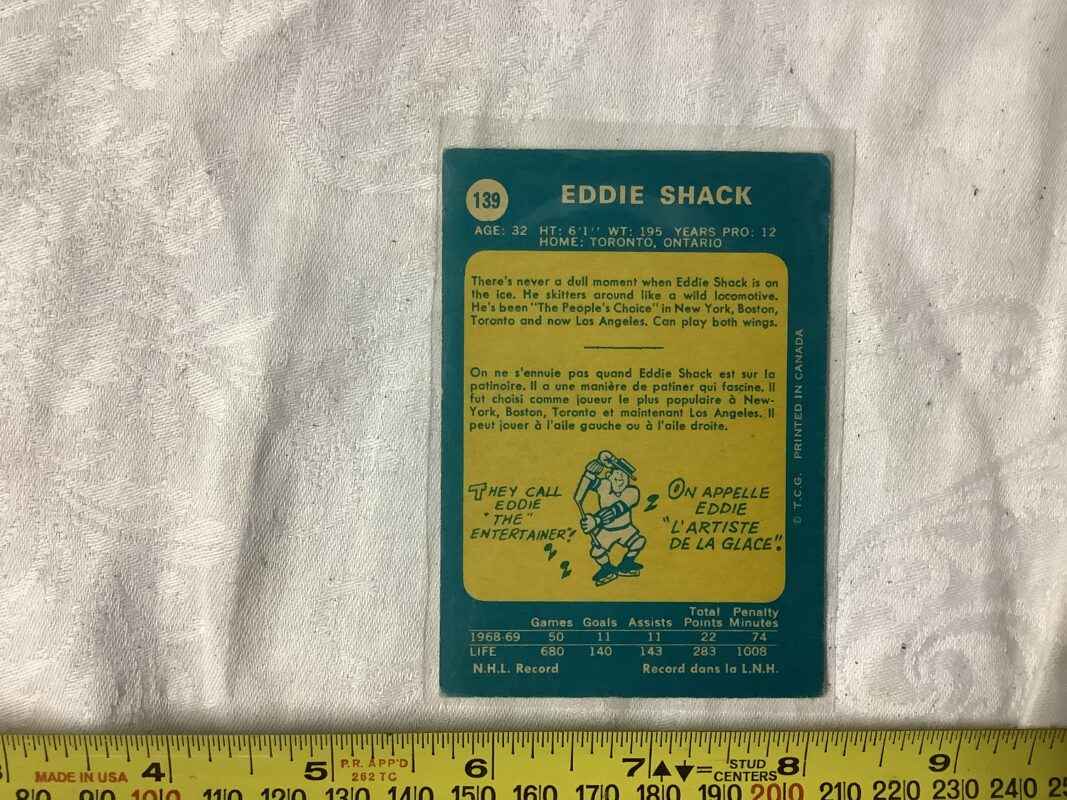 139
EDDIE SHACK
AGE: 32 HT: 6'1'' WT: 195 YEARS PRO: 12
HOME: TORONTO, ONTARIO
There's never a dull moment when Eddie Shack is on
the ice. He skitters around like a wild locomotive.
He's been "The People's Choice" in New York, Boston,
Toronto and now Los Angeles. Can play both wings.
On ne s'ennuie pas quand Eddie Shack est sur la
patinoire. Il a une manière de patiner qui fascine. Il
fut choisi comme joueur le plus populaire à New-
York, Boston, Toronto et maintenant Los Angeles. Il
peut jouer à l'aile gauche ou à l'aile droite.
THEY CALL
EDDIE
"THE"
ENTERTAINER"!
ON APPELLE
EDDIE
"L'ARTISTE
DE LA GLACE".
© T.C.G. PRINTED IN CANADA
Total Penalty
Games Goals Assists Points Minutes
1968-69 50 11 11 22 74
LIFE 680 140 143 283 1008
N.H.L. Record Record dans la L.N.H.
MADE IN USA 4 5 P.R. APP'D 6 7 = STUD 8 9
262 TC CENTERS
80 90 100 110 120 130 140 150 160 170 180 190 200 210 220 230 240